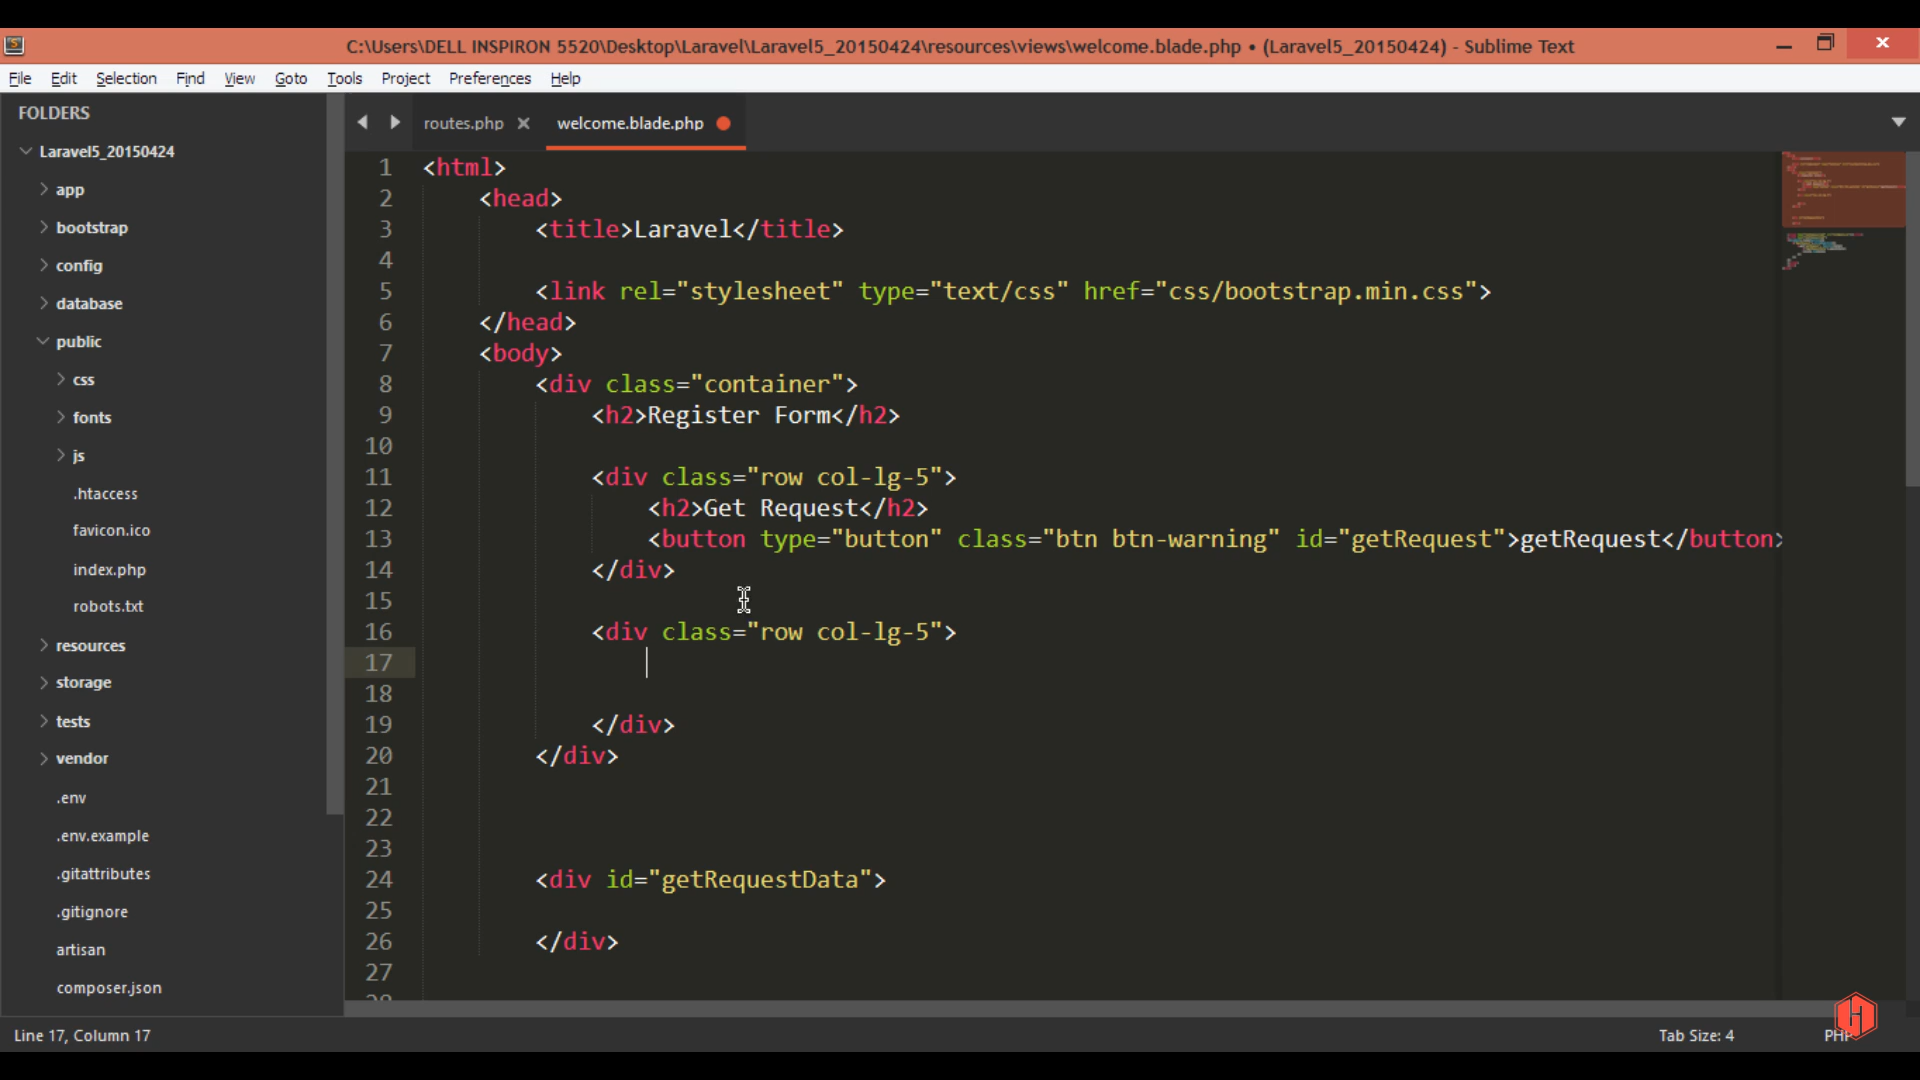 C:\Users\DELL INSPIRON 5520\Desktop\Laravel\Laravel5_20150424\resources\views\welcome.blade.php • (Laravel5_20150424) - Sublime Text
File Edit Selection Find View Goto Tools Project Preferences Help
FOLDERS
Laravel5_20150424
app
bootstrap
config
database
public
css
fonts
js
.htaccess
favicon.ico
index.php
robots.txt
resources
storage
tests
vendor
.env
.env.example
.gitattributes
.gitignore
artisan
composer.json
routes.php welcome.blade.php
1 <html>
2 <head>
3 <title>Laravel</title>
4
5 <link rel="stylesheet" type="text/css" href="css/bootstrap.min.css">
6 </head>
7 <body>
8 <div class="container">
9 <h2>Register Form</h2>
10
11 <div class="row col-lg-5">
12 <h2>Get Request</h2>
13 <button type="button" class="btn btn-warning" id="getRequest">getRequest</button>
14 </div>
15
16 <div class="row col-lg-5">
17
18
19 </div>
20 </div>
21
22
23
24 <div id="getRequestData">
25
26 </div>
27
Line 17, Column 17 Tab Size: 4 PHP